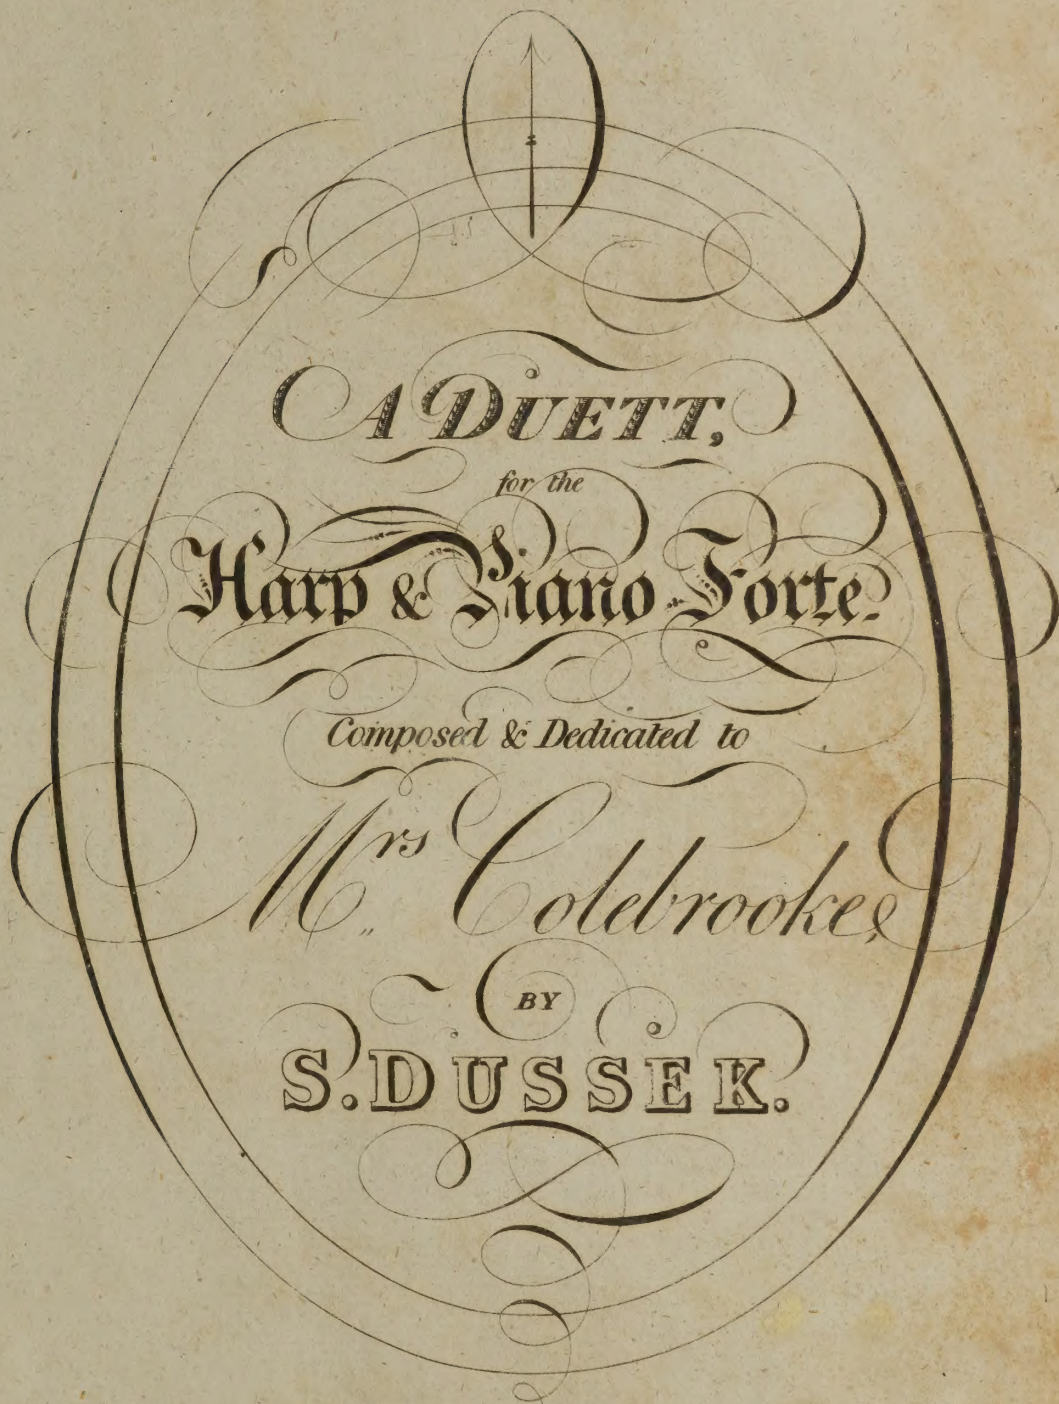 A DUETT,
for the
Harp & Piano Forte.
Composed & Dedicated to
Mrs. Colebrooke,
BY
S. DUSSEK.